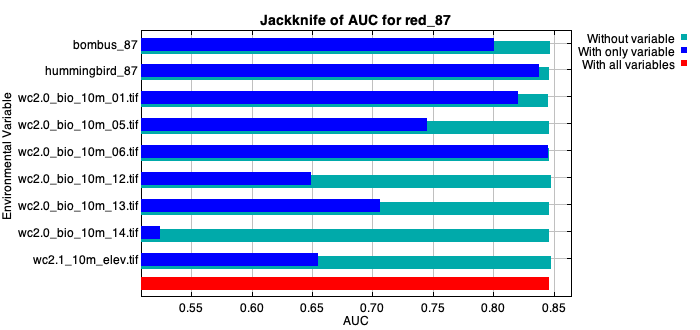 Jackknife of AUC for red_87
Without variable
With only variable
With all variables
Environmental Variable
bombus_87
hummingbird_87
wc2.0_bio_10m_01.tif
wc2.0_bio_10m_05.tif
wc2.0_bio_10m_06.tif
wc2.0_bio_10m_12.tif
wc2.0_bio_10m_13.tif
wc2.0_bio_10m_14.tif
wc2.1_10m_elev.tif
0.55 0.60 0.65 0.70 0.75 0.80 0.85
AUC